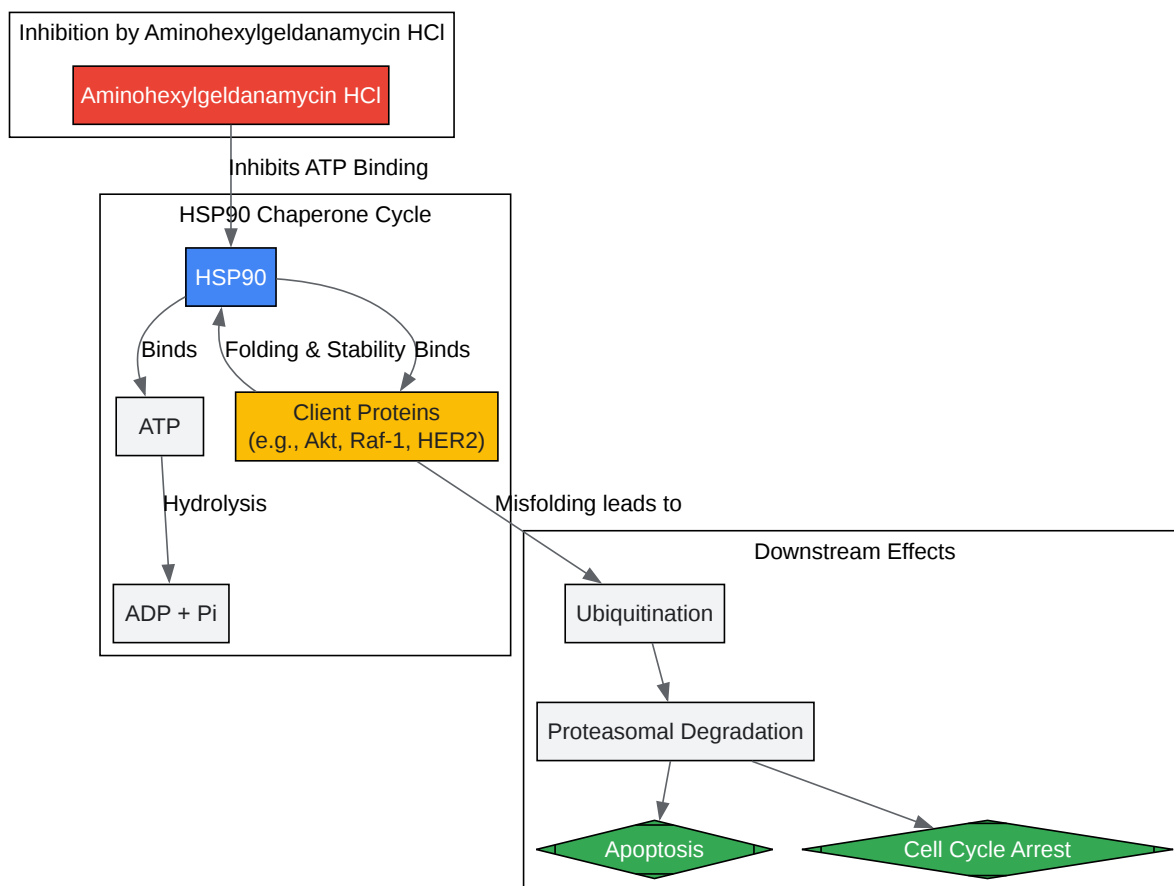 Inhibition by Aminohexylgeldanamycin HCl
Aminohexylgeldanamycin HCl
Inhibits ATP Binding
HSP90 Chaperone Cycle
HSP90
Binds
Folding & Stability
Binds
ATP
Client Proteins
(e.g., Akt, Raf-1, HER2)
Hydrolysis
Misfolding leads to
Downstream Effects
ADP + Pi
Ubiquitination
Proteasomal Degradation
Apoptosis
Cell Cycle Arrest